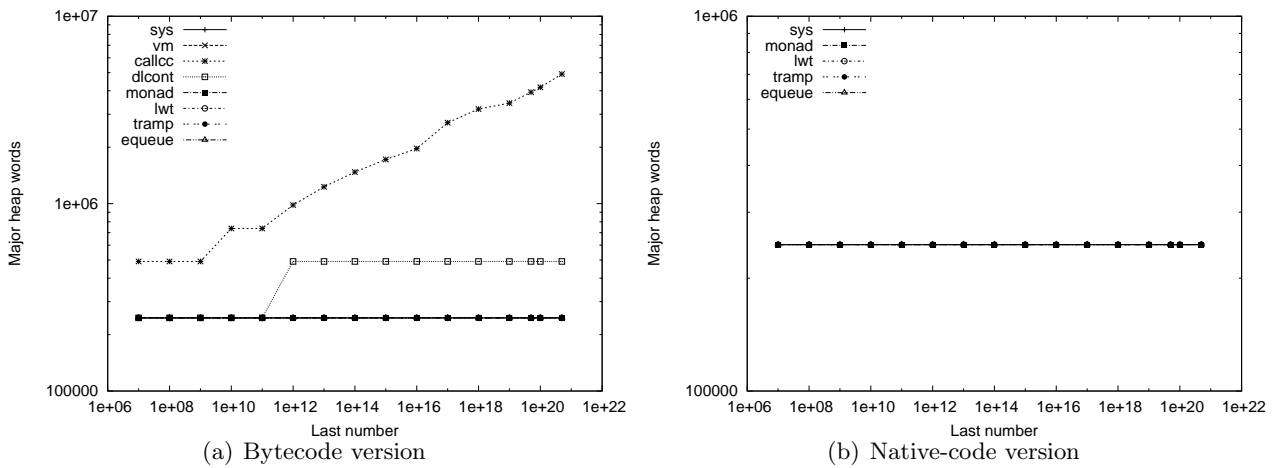 1e+07
1e+06
100000
Major heap words
sys
vm
callcc
dlcont
monad
lwt
tramp
equeue
1e+06 1e+08 1e+10 1e+12 1e+14 1e+16 1e+18 1e+20 1e+22
Last number
(a) Bytecode version
1e+06
100000
Major heap words
sys
monad
lwt
tramp
equeue
1e+06 1e+08 1e+10 1e+12 1e+14 1e+16 1e+18 1e+20 1e+22
Last number
(b) Native-code version